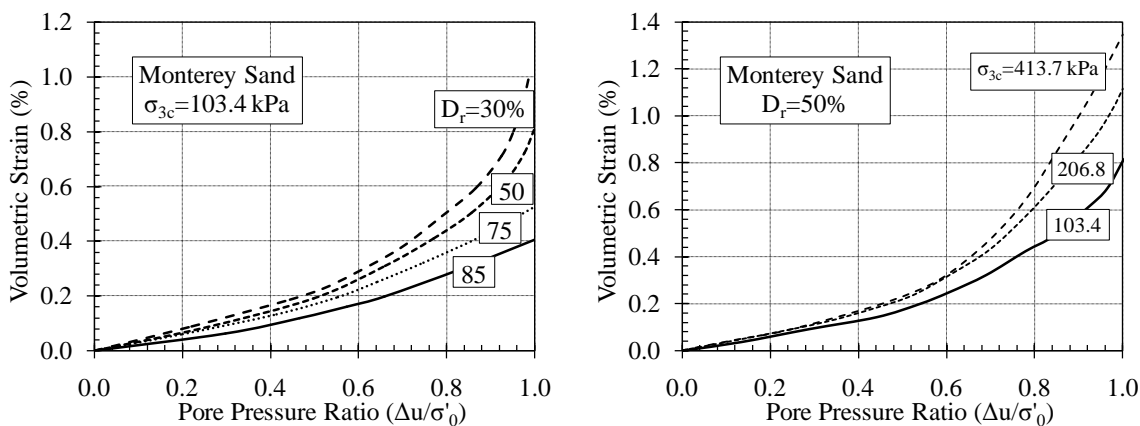 Volumetric Strain (%)
1.2
1.0
0.8
0.6
0.4
0.2
0.0
Monterey Sand
σ3c=103.4 kPa
Dr=30%
50
75
85
0.0 0.2 0.4 0.6 0.8 1.0
Pore Pressure Ratio (Δu/σ'0)
Volumetric Strain (%)
1.4
1.2
1.0
0.8
0.6
0.4
0.2
0.0
Monterey Sand
Dr=50%
σ3c=413.7 kPa
206.8
103.4
0.0 0.2 0.4 0.6 0.8 1.0
Pore Pressure Ratio (Δu/σ'0)